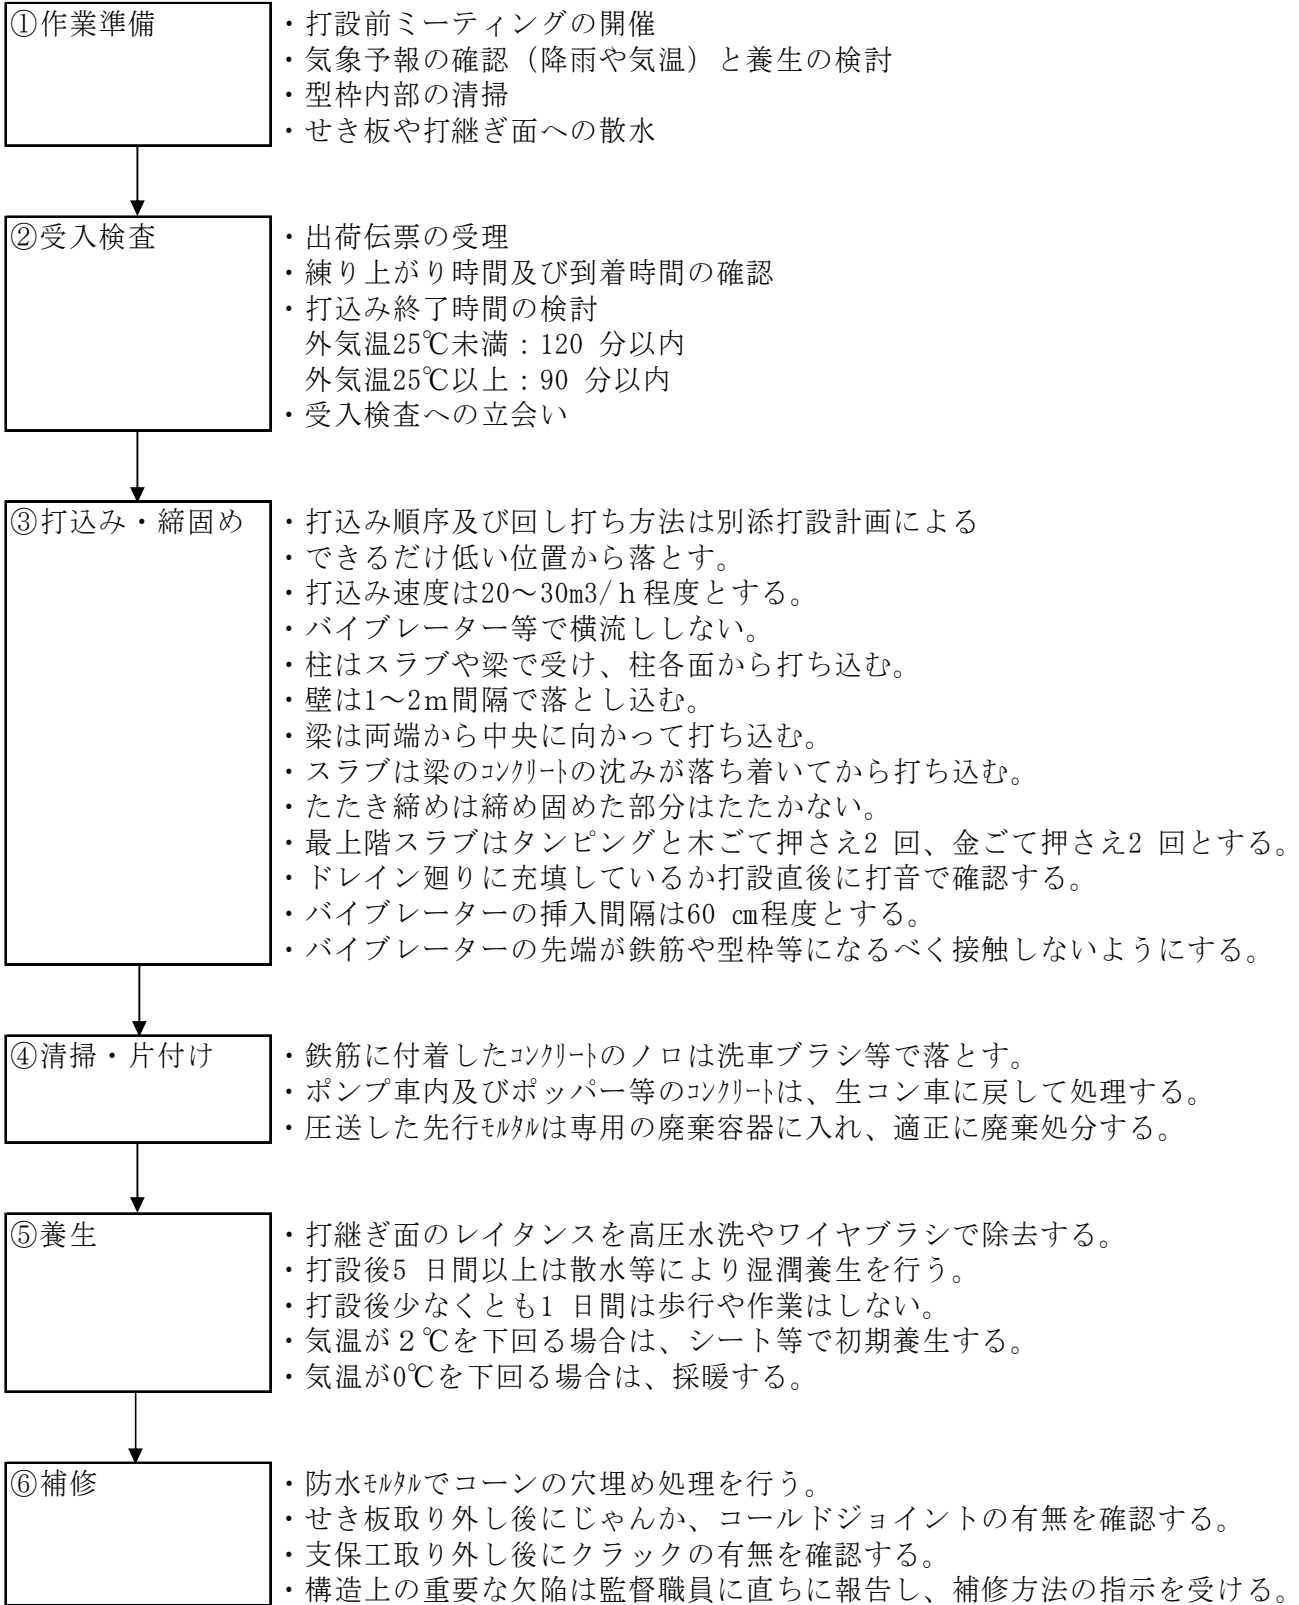 ①作業準備
・打設前ミーティングの開催
・気象予報の確認（降雨や気温）と養生の検討
・型枠内部の清掃
・せき板や打継ぎ面への散水
②受入検査
・出荷伝票の受理
・練り上がり時間及び到着時間の確認
・打込み終了時間の検討
外気温25℃未満：120 分以内
外気温25℃以上：90 分以内
・受入検査への立会い
③打込み・締固め
・打込み順序及び回し打ち方法は別添打設計画による
・できるだけ低い位置から落とす。
・打込み速度は20～30m3/ｈ程度とする。
・バイブレーター等で横流ししない。
・柱はスラブや梁で受け、柱各面から打ち込む。
・壁は1～2ｍ間隔で落とし込む。
・梁は両端から中央に向かって打ち込む。
・スラブは梁のｺﾝｸﾘｰﾄの沈みが落ち着いてから打ち込む。
・たたき締めは締め固めた部分はたたかない。
・最上階スラブはタンピングと木ごて押さえ2 回、金ごて押さえ2 回とする。
・ドレイン廻りに充填しているか打設直後に打音で確認する。
・バイブレーターの挿入間隔は60 ㎝程度とする。
・バイブレーターの先端が鉄筋や型枠等になるべく接触しないようにする。
④清掃・片付け
・鉄筋に付着したｺﾝｸﾘｰﾄのノロは洗車ブラシ等で落とす。
・ポンプ車内及びポッパー等のｺﾝｸﾘｰﾄは、生コン車に戻して処理する。
・圧送した先行ﾓﾙﾀﾙは専用の廃棄容器に入れ、適正に廃棄処分する。
⑤養生
・打継ぎ面のレイタンスを高圧水洗やワイヤブラシで除去する。
・打設後5 日間以上は散水等により湿潤養生を行う。
・打設後少なくとも1 日間は歩行や作業はしない。
・気温が２℃を下回る場合は、シート等で初期養生する。
・気温が0℃を下回る場合は、採暖する。
⑥補修
・防水ﾓﾙﾀﾙでコーンの穴埋め処理を行う。
・せき板取り外し後にじゃんか、コールドジョイントの有無を確認する。
・支保工取り外し後にクラックの有無を確認する。
・構造上の重要な欠陥は監督職員に直ちに報告し、補修方法の指示を受ける。